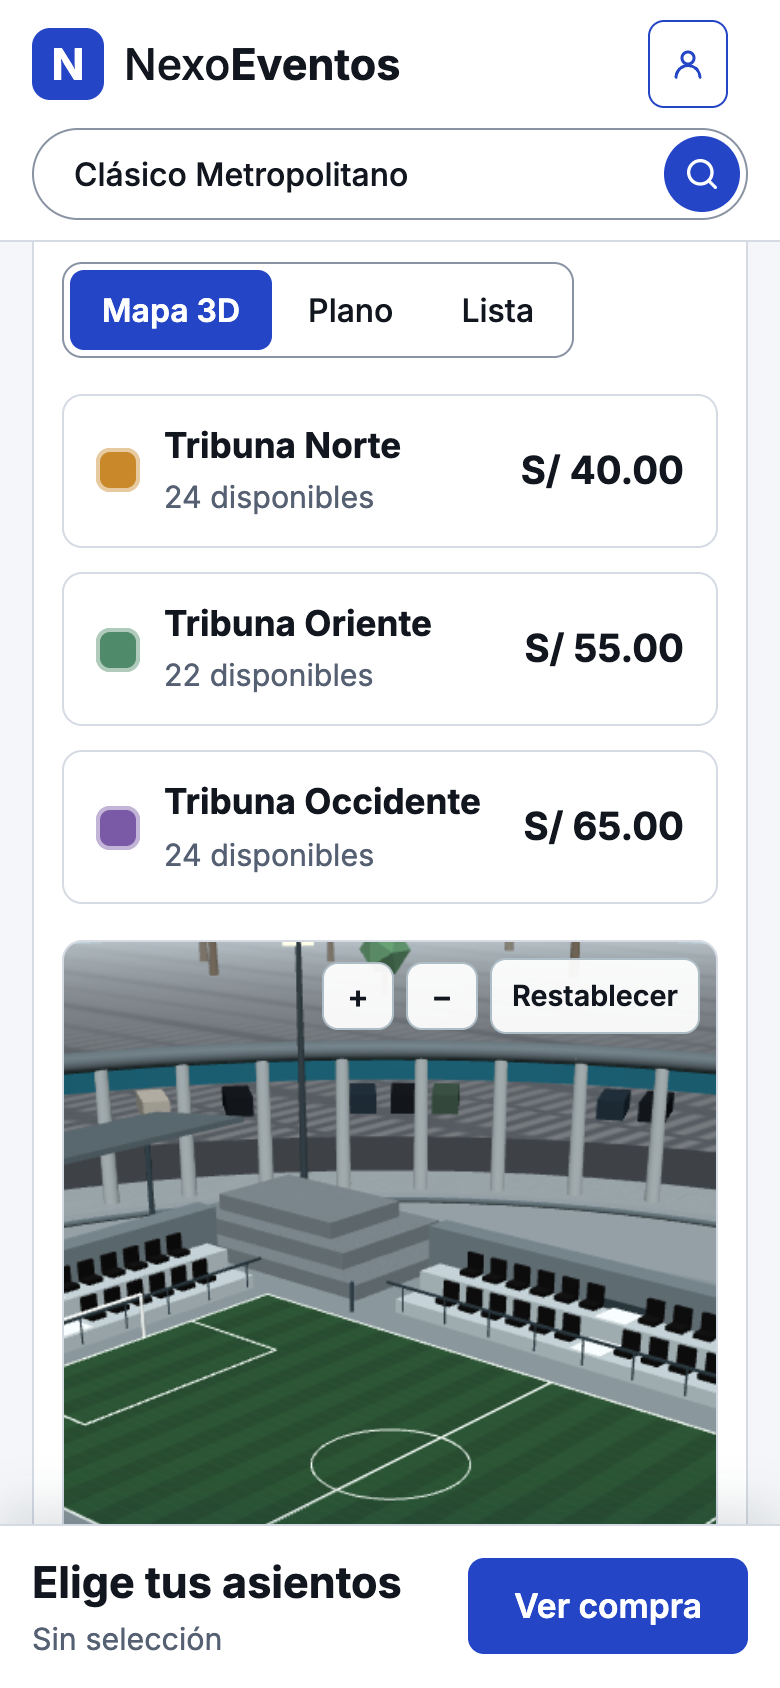 N NexoEventos
Clásico Metropolitano
Mapa 3D Plano Lista
Tribuna Norte
24 disponibles
S/ 40.00
Tribuna Oriente
22 disponibles
S/ 55.00
Tribuna Occidente
24 disponibles
S/ 65.00
+ − Restablecer
Elige tus asientos
Sin selección
Ver compra